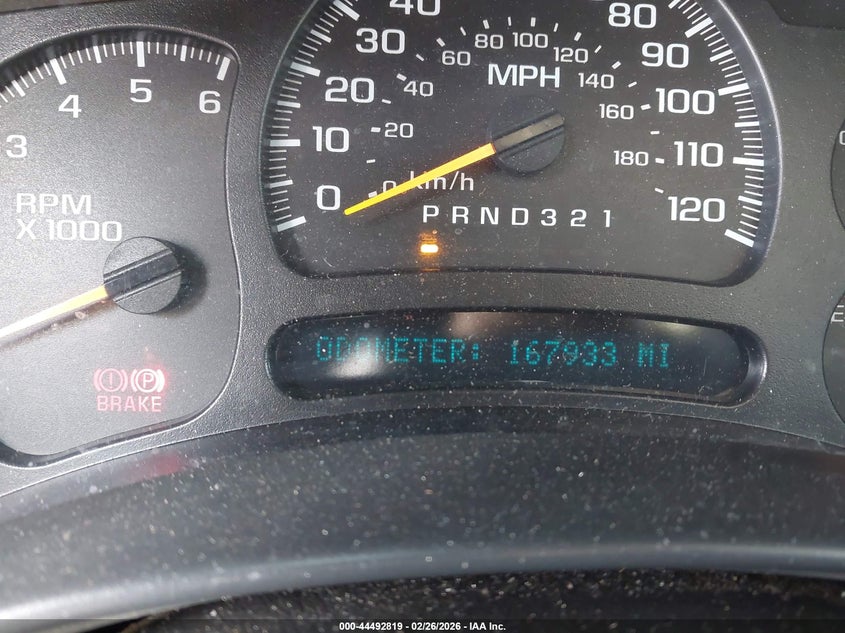 3 4 5 6
RPM
X1000
BRAKE
0 10 20 30 40 80 90 100 110 120
0 20 40 60 80 100 120 140 160 180
MPH
km/h
PRND321
ODOMETER: 167933 MI
000-44492819 - 02/26/2026 - IAA Inc.